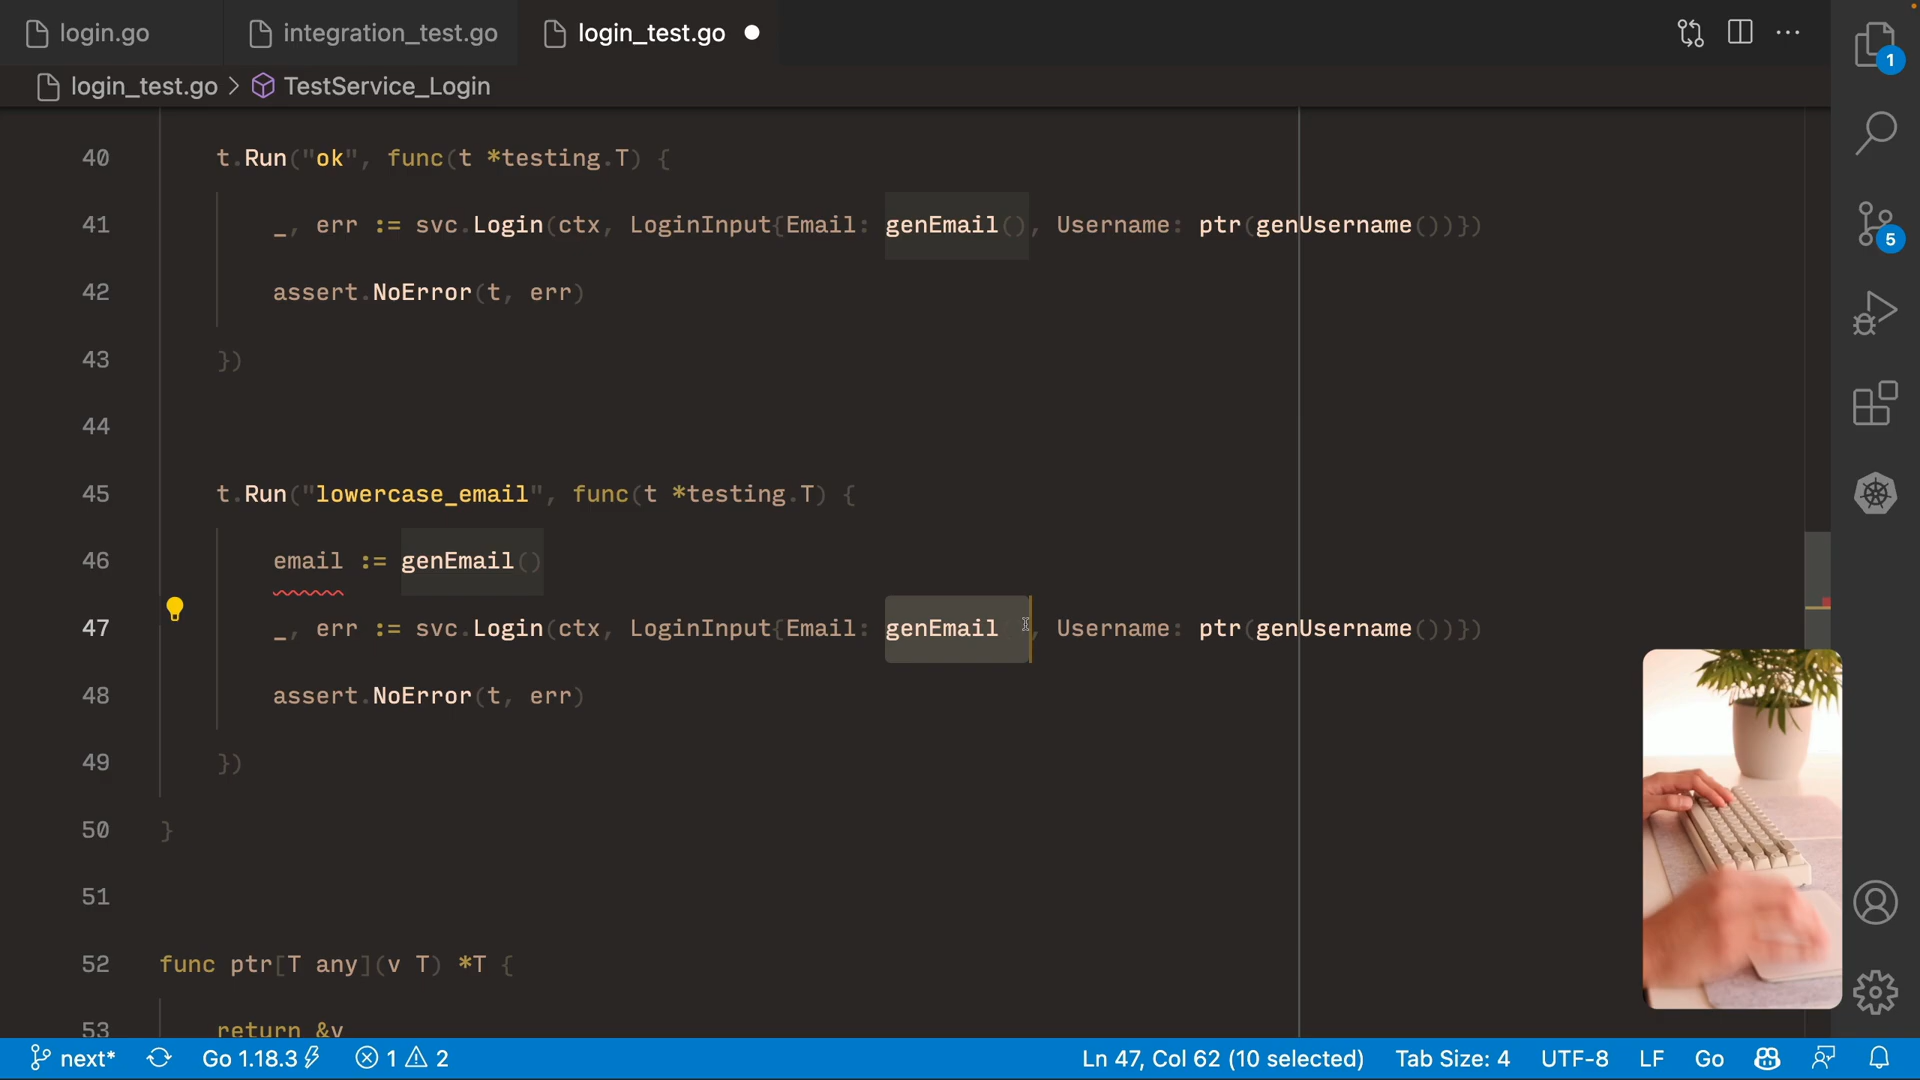 login.go
integration_test.go
login_test.go
1
login_test.go > TestService_Login
5
40 t.Run("ok", func(t *testing.T) {
41 _, err := svc.Login(ctx, LoginInput{Email: genEmail(), Username: ptr(genUsername())})
42 assert.NoError(t, err)
43 })
44
45 t.Run("lowercase_email", func(t *testing.T) {
46 email := genEmail()
47 _, err := svc.Login(ctx, LoginInput{Email: genEmail(), Username: ptr(genUsername())})
48 assert.NoError(t, err)
49 })
50 }
51
52 func ptr[T any](v T) *T {
53 return &v
next* Go 1.18.3 1 2 Ln 47, Col 62 (10 selected) Tab Size: 4 UTF-8 LF Go